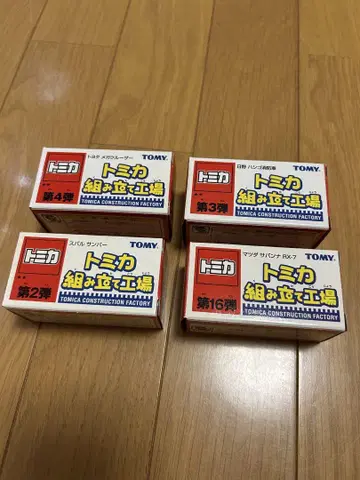 トミカ
第4弾
トヨタ メガクルーザー
TOMY
トミカ
組み立て工場
TOMICA CONSTRUCTION FACTORY
トミカ
第3弾
日野 ハシゴ消防車
TOMY
トミカ
組み立て工場
TOMICA CONSTRUCTION FACTORY
トミカ
第2弾
スバル サンバー
TOMY
トミカ
組み立て工場
TOMICA CONSTRUCTION FACTORY
トミカ
第16弾
マツダ サバンナ RX-7
TOMY
トミカ
組み立て工場
TOMICA CONSTRUCTION FACTORY